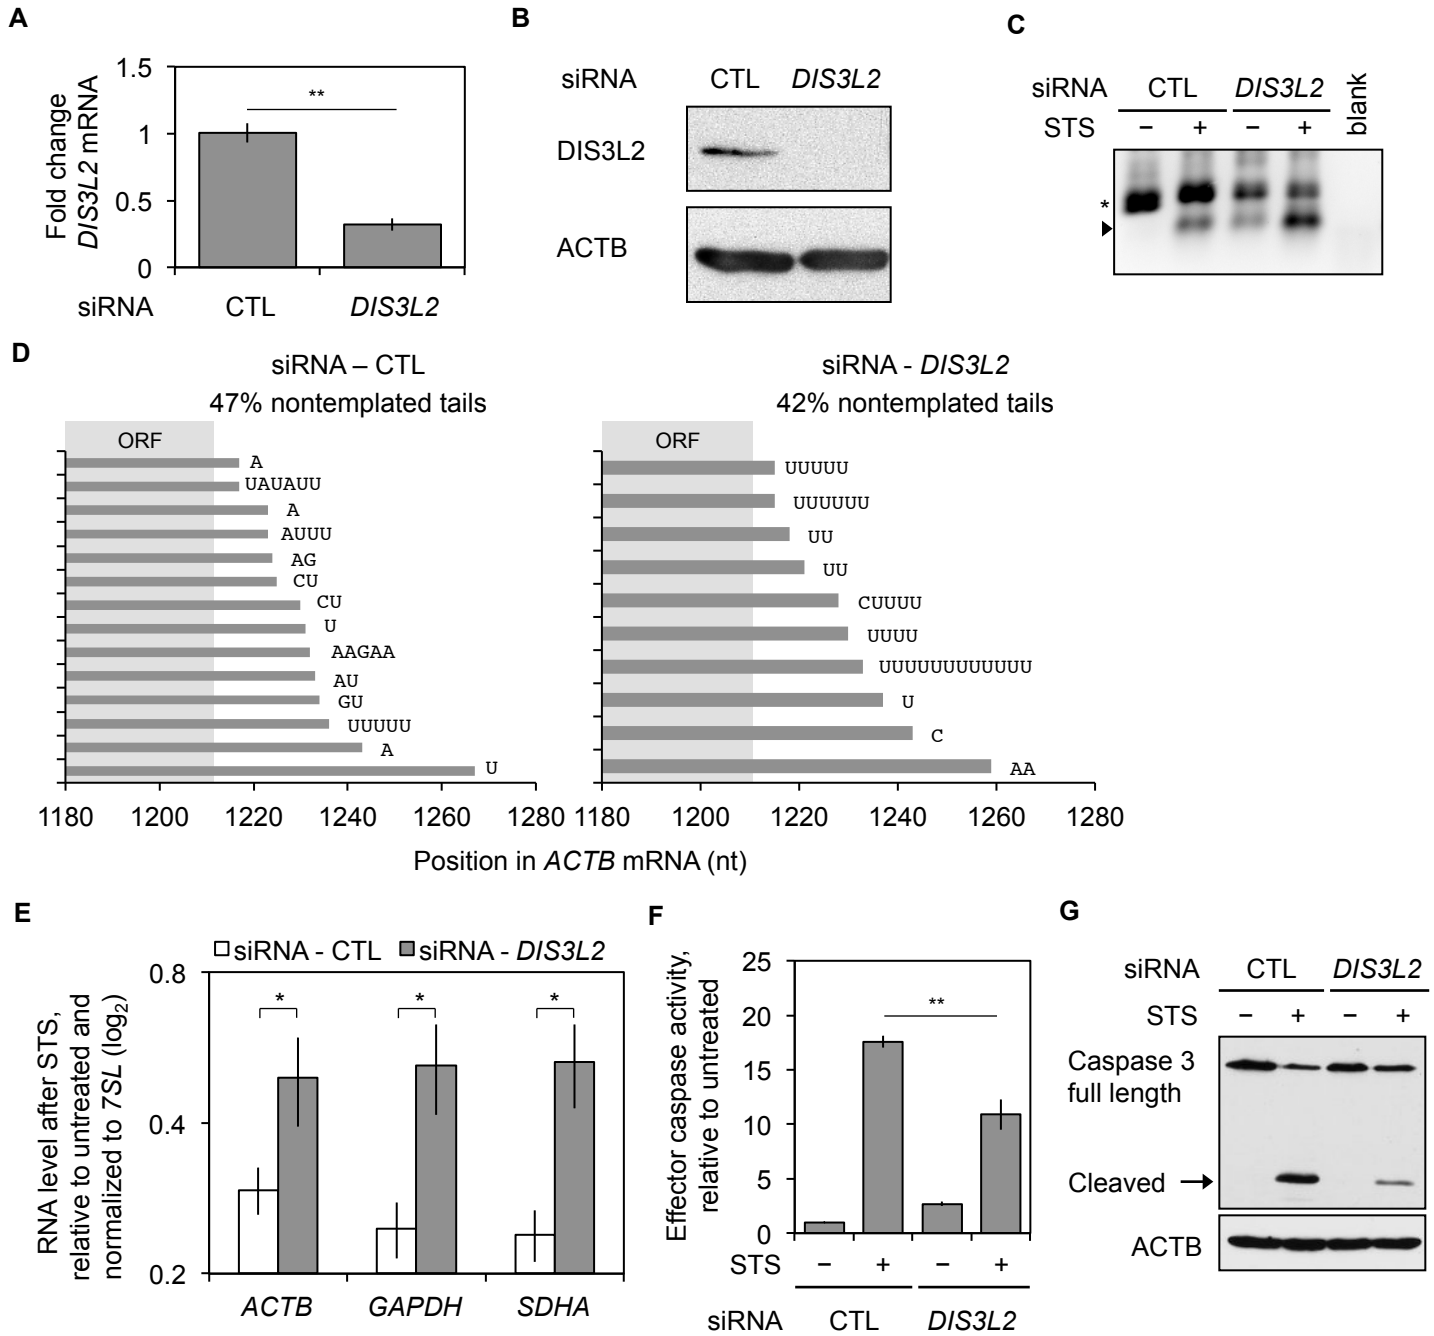 A
Fold change
DIS3L2 mRNA
1.5
1
0.5
0
**
siRNA CTL DIS3L2
B
siRNA CTL DIS3L2
DIS3L2
ACTB
C
siRNA CTL DIS3L2 blank
STS – + – +
*
D
siRNA – CTL
47% nontemplated tails
ORF
A
UAUAUU
A
AUUU
AG
CU
CU
U
AAGAA
AU
GU
UUUUU
A
U
1180 1200 1220 1240 1260 1280
siRNA - DIS3L2
42% nontemplated tails
ORF
UUUUU
UUUUUU
UU
UU
CUUUU
UUUU
UUUUUUUUUUUU
U
C
AA
1180 1200 1220 1240 1260 1280
Position in ACTB mRNA (nt)
E
siRNA - CTL siRNA - DIS3L2
RNA level after STS,
relative to untreated and
normalized to 7SL (log2)
0.8
0.4
0.2
* * *
ACTB GAPDH SDHA
F
Effector caspase activity,
relative to untreated
25
20
15
10
5
0
**
STS – + – +
siRNA CTL DIS3L2
G
siRNA CTL DIS3L2
STS – + – +
Caspase 3
full length
Cleaved
ACTB